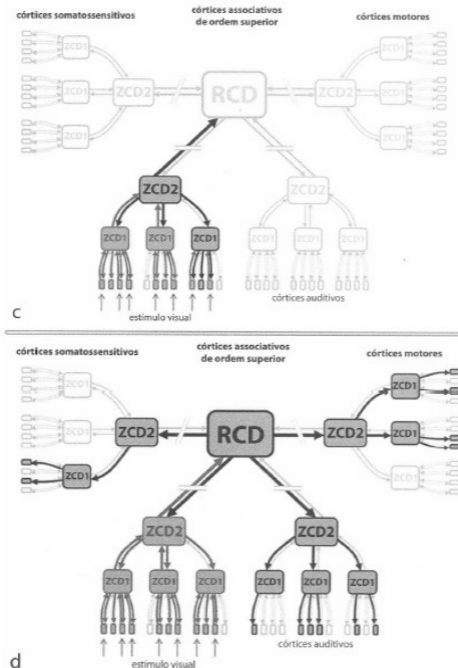 córtices somatossensitivos
córtices associativos
de ordem superior
córtices motores
ZCD1
ZCD1
ZCD1
ZCD2
RCD
ZCD2
ZCD1
ZCD1
ZCD1
ZCD2
ZCD1
ZCD1
ZCD1
ZCD2
ZCD1
ZCD1
ZCD1
estímulo visual
córtices auditivos
c
córtices somatossensitivos
córtices associativos
de ordem superior
córtices motores
ZCD1
ZCD1
ZCD1
ZCD2
RCD
ZCD2
ZCD1
ZCD1
ZCD1
ZCD2
ZCD1
ZCD1
ZCD1
ZCD2
ZCD1
ZCD1
ZCD1
estímulo visual
córtices auditivos
d